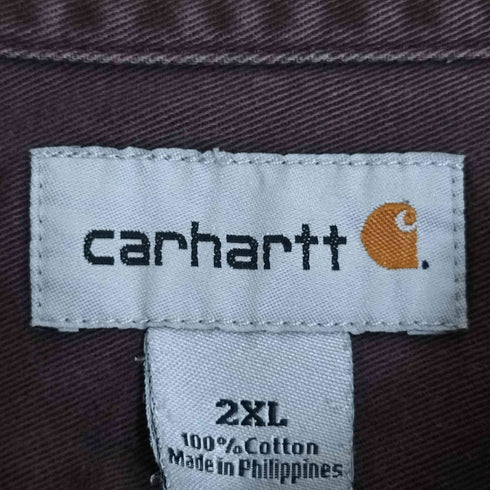 carhartt
2XL
100% Cotton
Made in Philippines